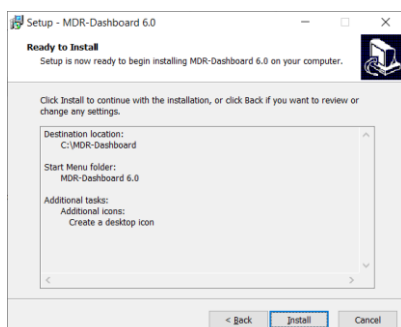 Setup - MDR-Dashboard 6.0
Ready to Install
Setup is now ready to begin installing MDR-Dashboard 6.0 on your computer.
Click Install to continue with the installation, or click Back if you want to review or
change any settings.
Destination location:
C:\MDR-Dashboard
Start Menu folder:
MDR-Dashboard 6.0
Additional tasks:
Additional icons:
Create a desktop icon
< Back
Install
Cancel